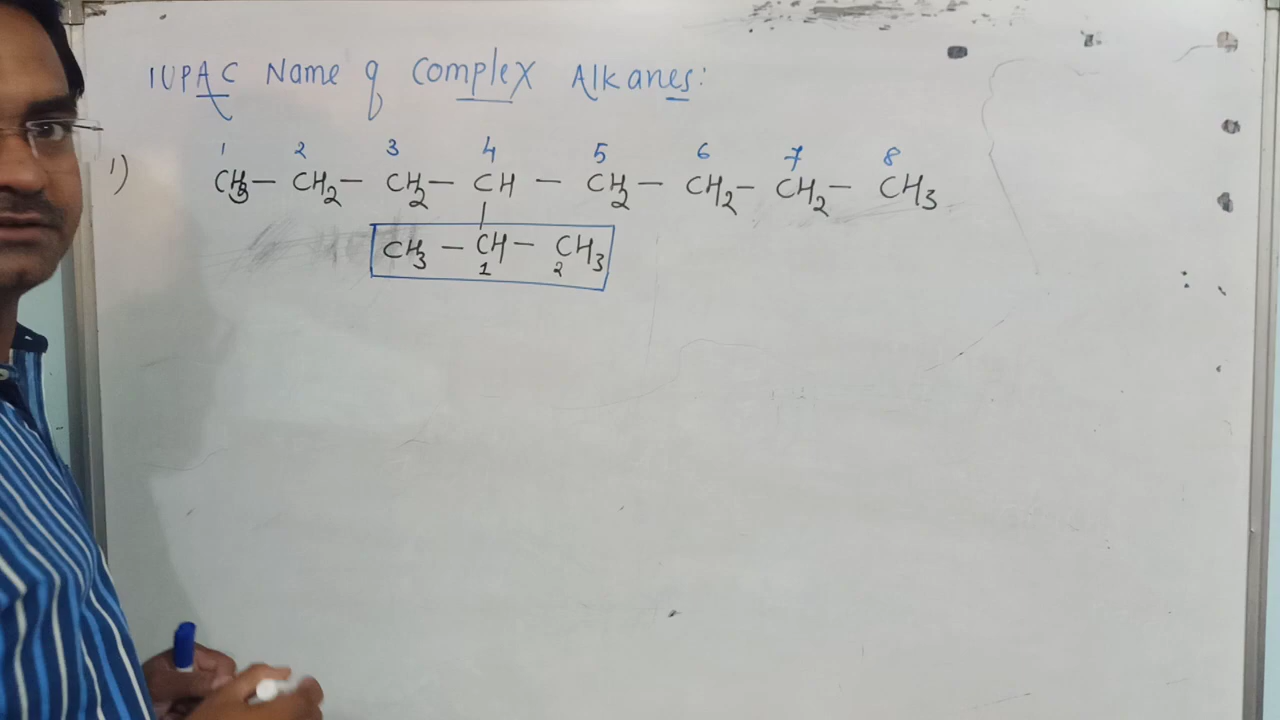 IUPAC Name of Complex Alkanes:
1 2 3 4 5 6 7 8
1) CH3 — CH2 — CH2 — CH — CH2 — CH2 — CH2 — CH3
|
CH3 — CH — CH3
1 2